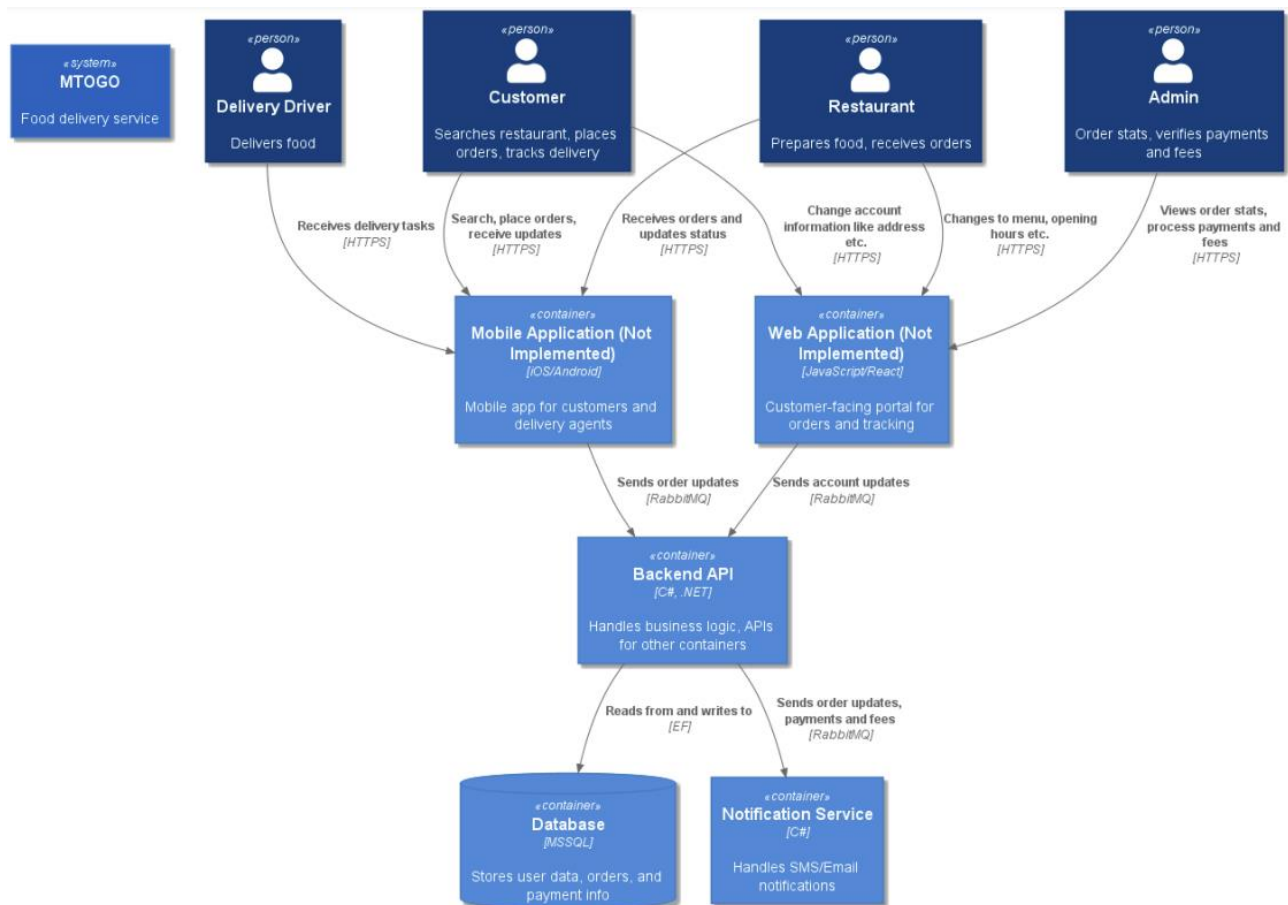 «system»
MTOGO
Food delivery service
«person»
Delivery Driver
Delivers food
«person»
Customer
Searches restaurant, places
orders, tracks delivery
«person»
Restaurant
Prepares food, receives orders
«person»
Admin
Order stats, verifies payments
and fees
Receives delivery tasks
[HTTPS]
Search, place orders,
receive updates
[HTTPS]
Receives orders and
updates status
[HTTPS]
Change account
information like address
etc.
[HTTPS]
Changes to menu, opening
hours etc.
[HTTPS]
Views order stats,
process payments and
fees
[HTTPS]
«container»
Mobile Application (Not
Implemented)
[iOS/Android]
Mobile app for customers and
delivery agents
«container»
Web Application (Not
Implemented)
[JavaScript/React]
Customer-facing portal for
orders and tracking
Sends order updates
[RabbitMQ]
Sends account updates
[RabbitMQ]
«container»
Backend API
[C#, .NET]
Handles business logic, APIs
for other containers
Reads from and writes to
[EF]
Sends order updates,
payments and fees
[RabbitMQ]
«container»
Database
[MSSQL]
Stores user data, orders, and
payment info
«container»
Notification Service
[C#]
Handles SMS/Email
notifications